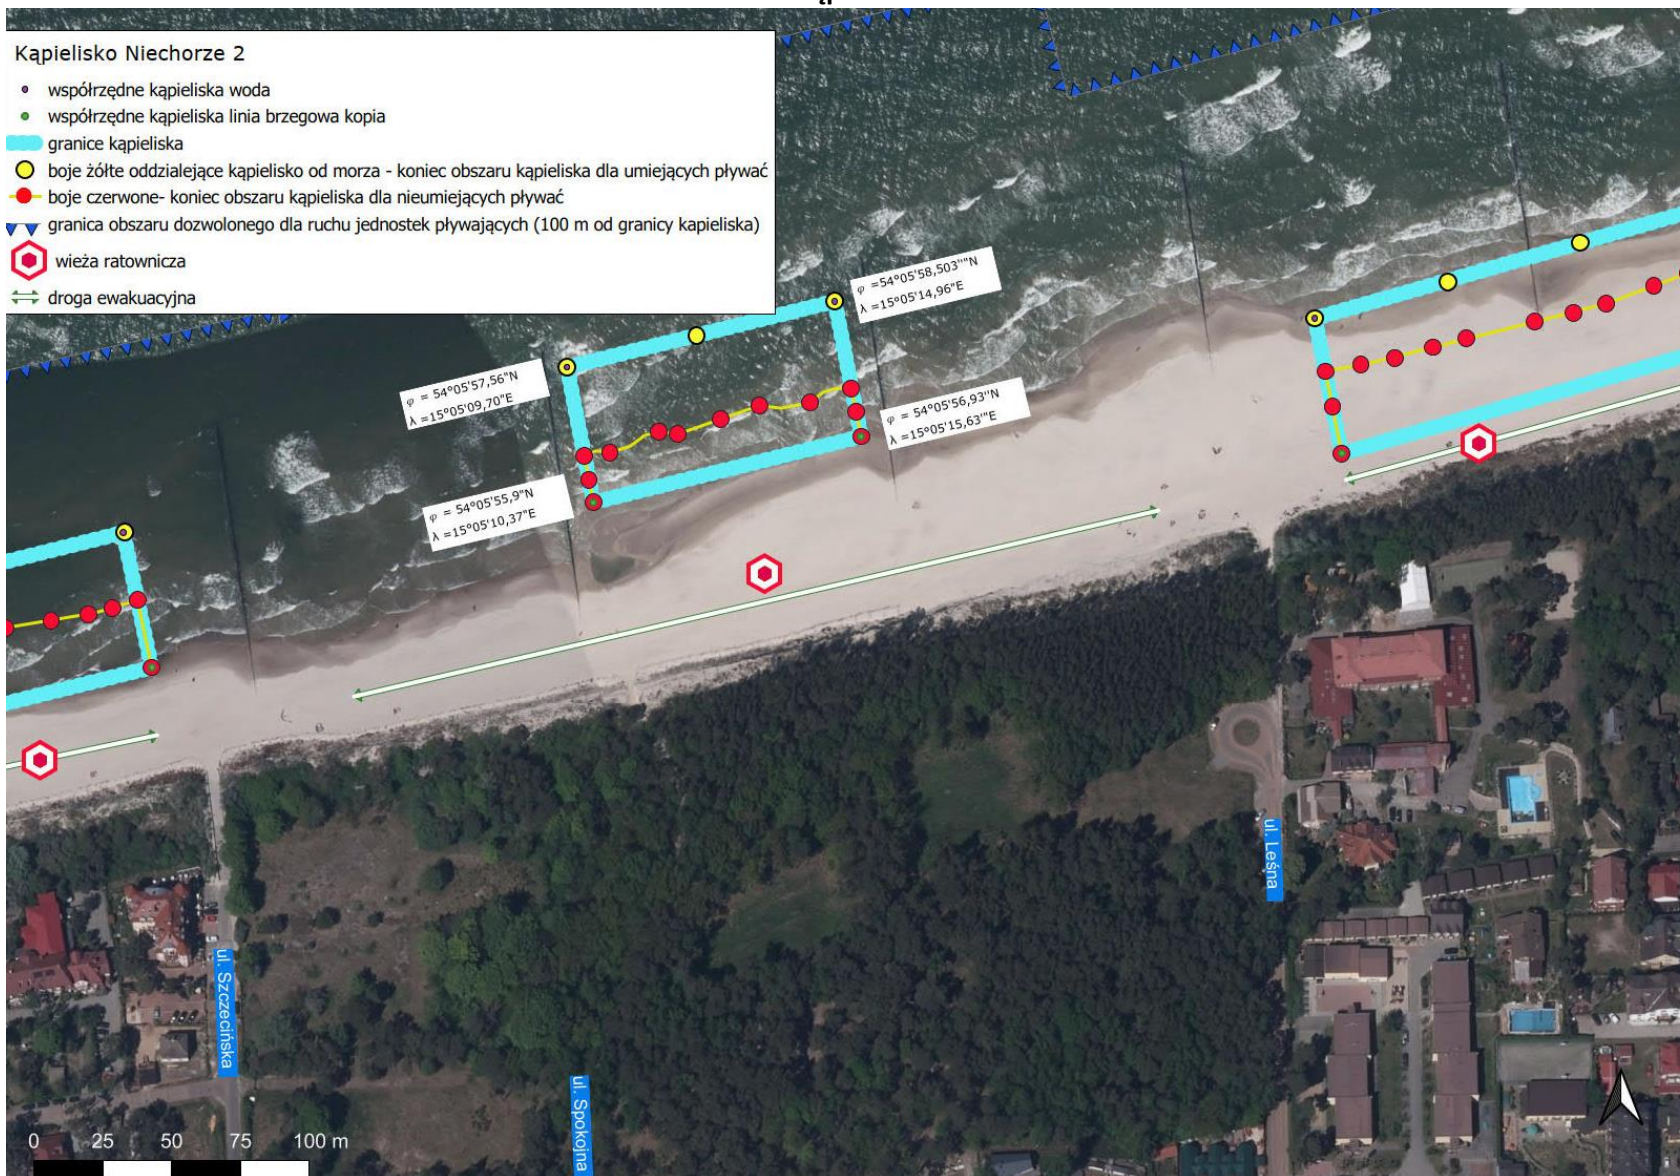 Kąpielisko Niechorze 2
współrzędne kąpieliska woda
współrzędne kąpieliska linia brzegowa kopia
granice kąpieliska
boje żółte oddzialejące kąpielisko od morza - koniec obszaru kąpieliska dla umiejących pływać
boje czerwone- koniec obszaru kąpieliska dla nieumiejących pływać
granica obszaru dozwolonego dla ruchu jednostek pływających (100 m od granicy kapieliska)
wieża ratownicza
droga ewakuacyjna
φ =54°05'58,503""N
λ =15°05'14,96"E
φ = 54°05'57,56"N
λ =15°05'09,70"E
φ = 54°05'56,93''N
λ =15°05'15,63'"E
φ = 54°05'55,9"N
λ =15°05'10,37"E
ul. Leśna
ul. Szczecińska
ul. Spokojna
0 25 50 75 100 m